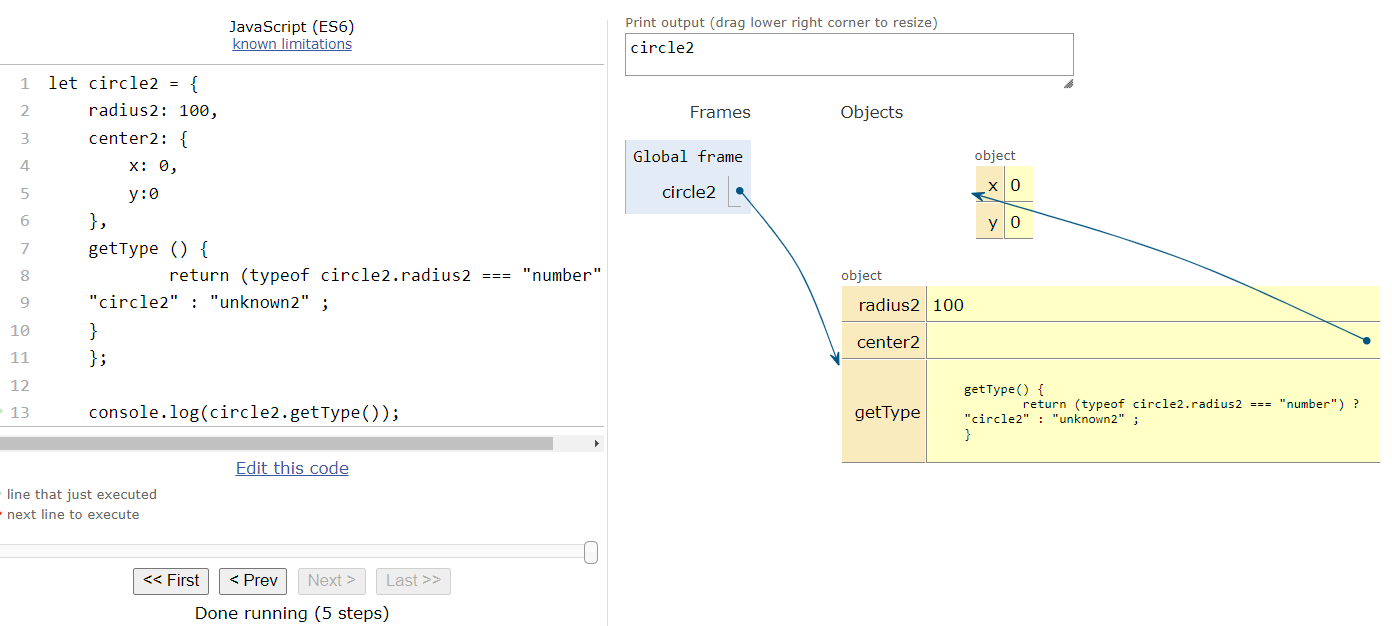 JavaScript (ES6)
known limitations
1 let circle2 = {
2 radius2: 100,
3 center2: {
4 x: 0,
5 y:0
6 },
7 getType () {
8 return (typeof circle2.radius2 === "number"
9 "circle2" : "unknown2" ;
10 }
11 };
12
13 console.log(circle2.getType());
Edit this code
line that just executed
next line to execute
<< First < Prev Next > Last >>
Done running (5 steps)
Print output (drag lower right corner to resize)
circle2
Frames Objects
Global frame
circle2
object
x 0
y 0
object
radius2 100
center2
getType
getType() {
return (typeof circle2.radius2 === "number") ?
"circle2" : "unknown2" ;
}